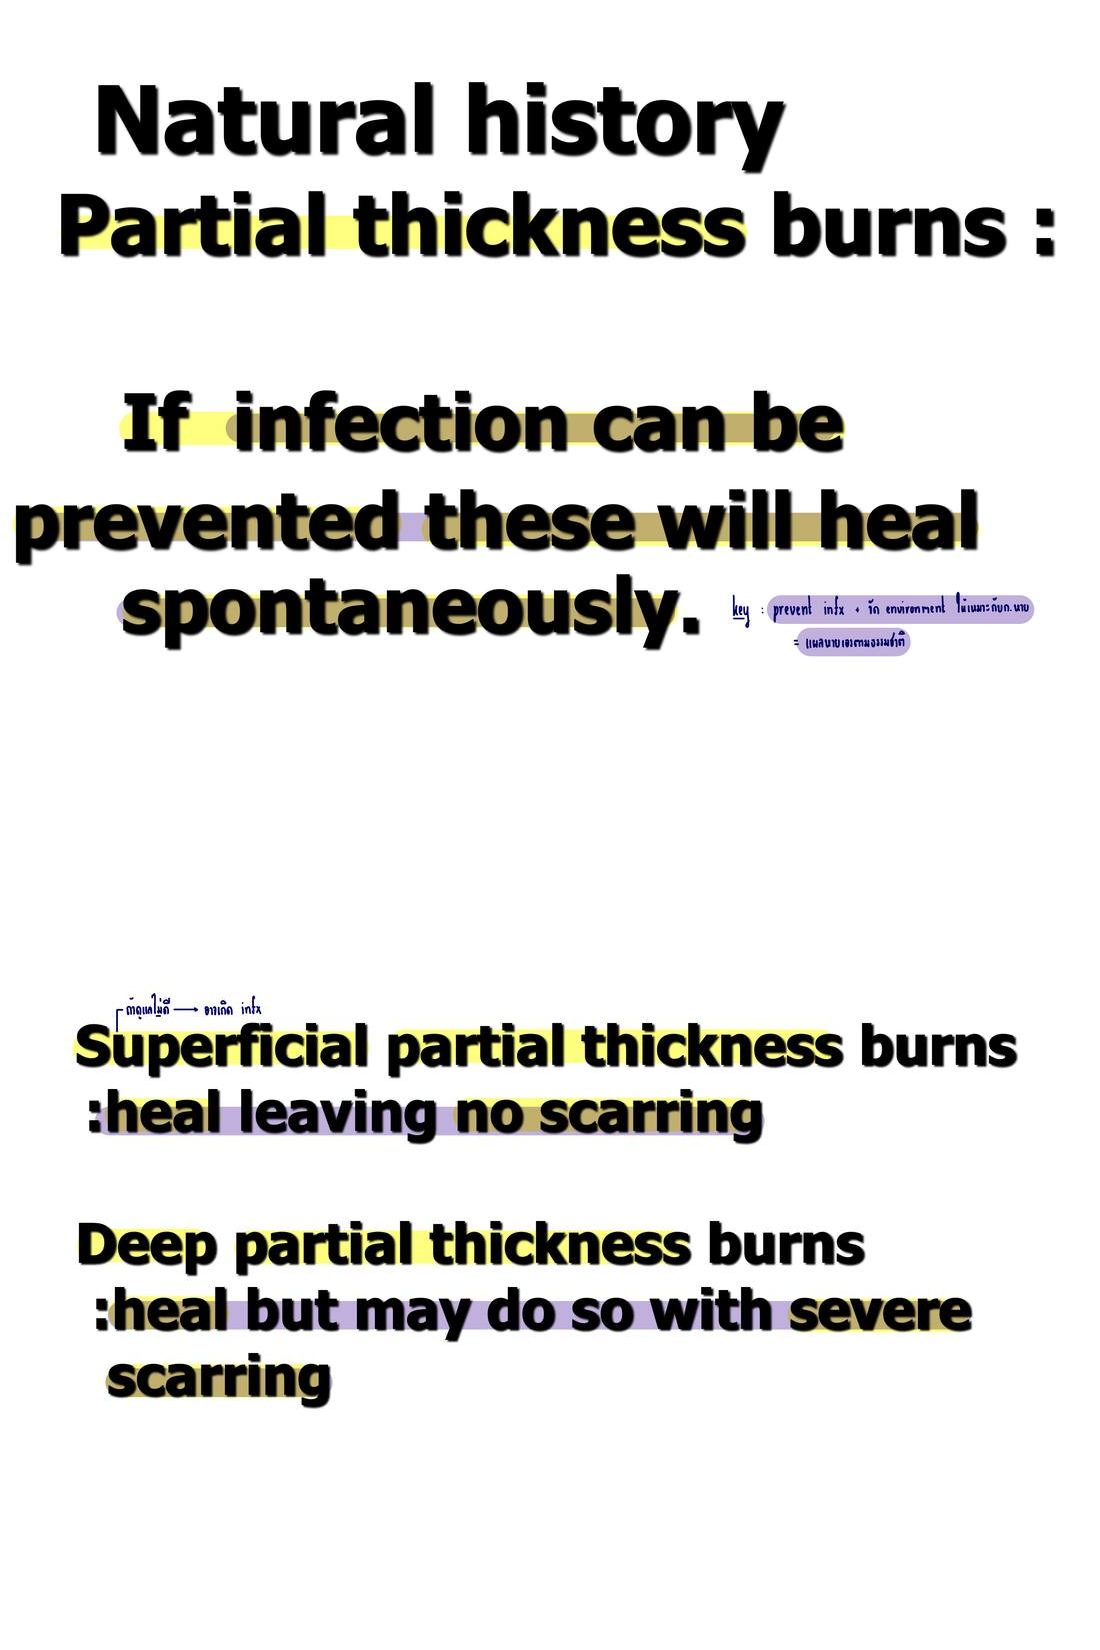 Natural history
Partial thickness burns :
If infection can be
prevented these will heal
spontaneously.
key : prevent infx + จัด environment ให้เหมาะกับก.หาย
= แผลหายเองตามธรรมชาติ
ถ้าดูแลไม่ดี → อาจเกิด infx
Superficial partial thickness burns
:heal leaving no scarring
Deep partial thickness burns
:heal but may do so with severe
scarring